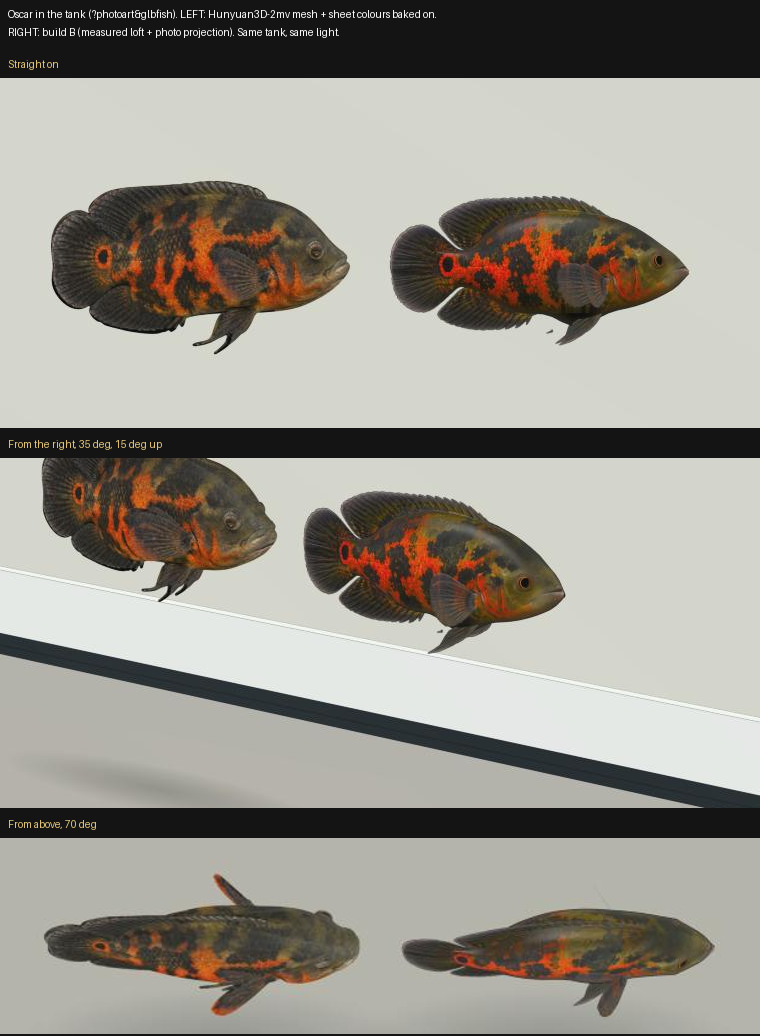 Oscar in the tank (?photoart&glbfish). LEFT: Hunyuan3D-2mv mesh + sheet colours baked on.
RIGHT: build B (measured loft + photo projection). Same tank, same light.
Straight on
From the right, 35 deg, 15 deg up
From above, 70 deg